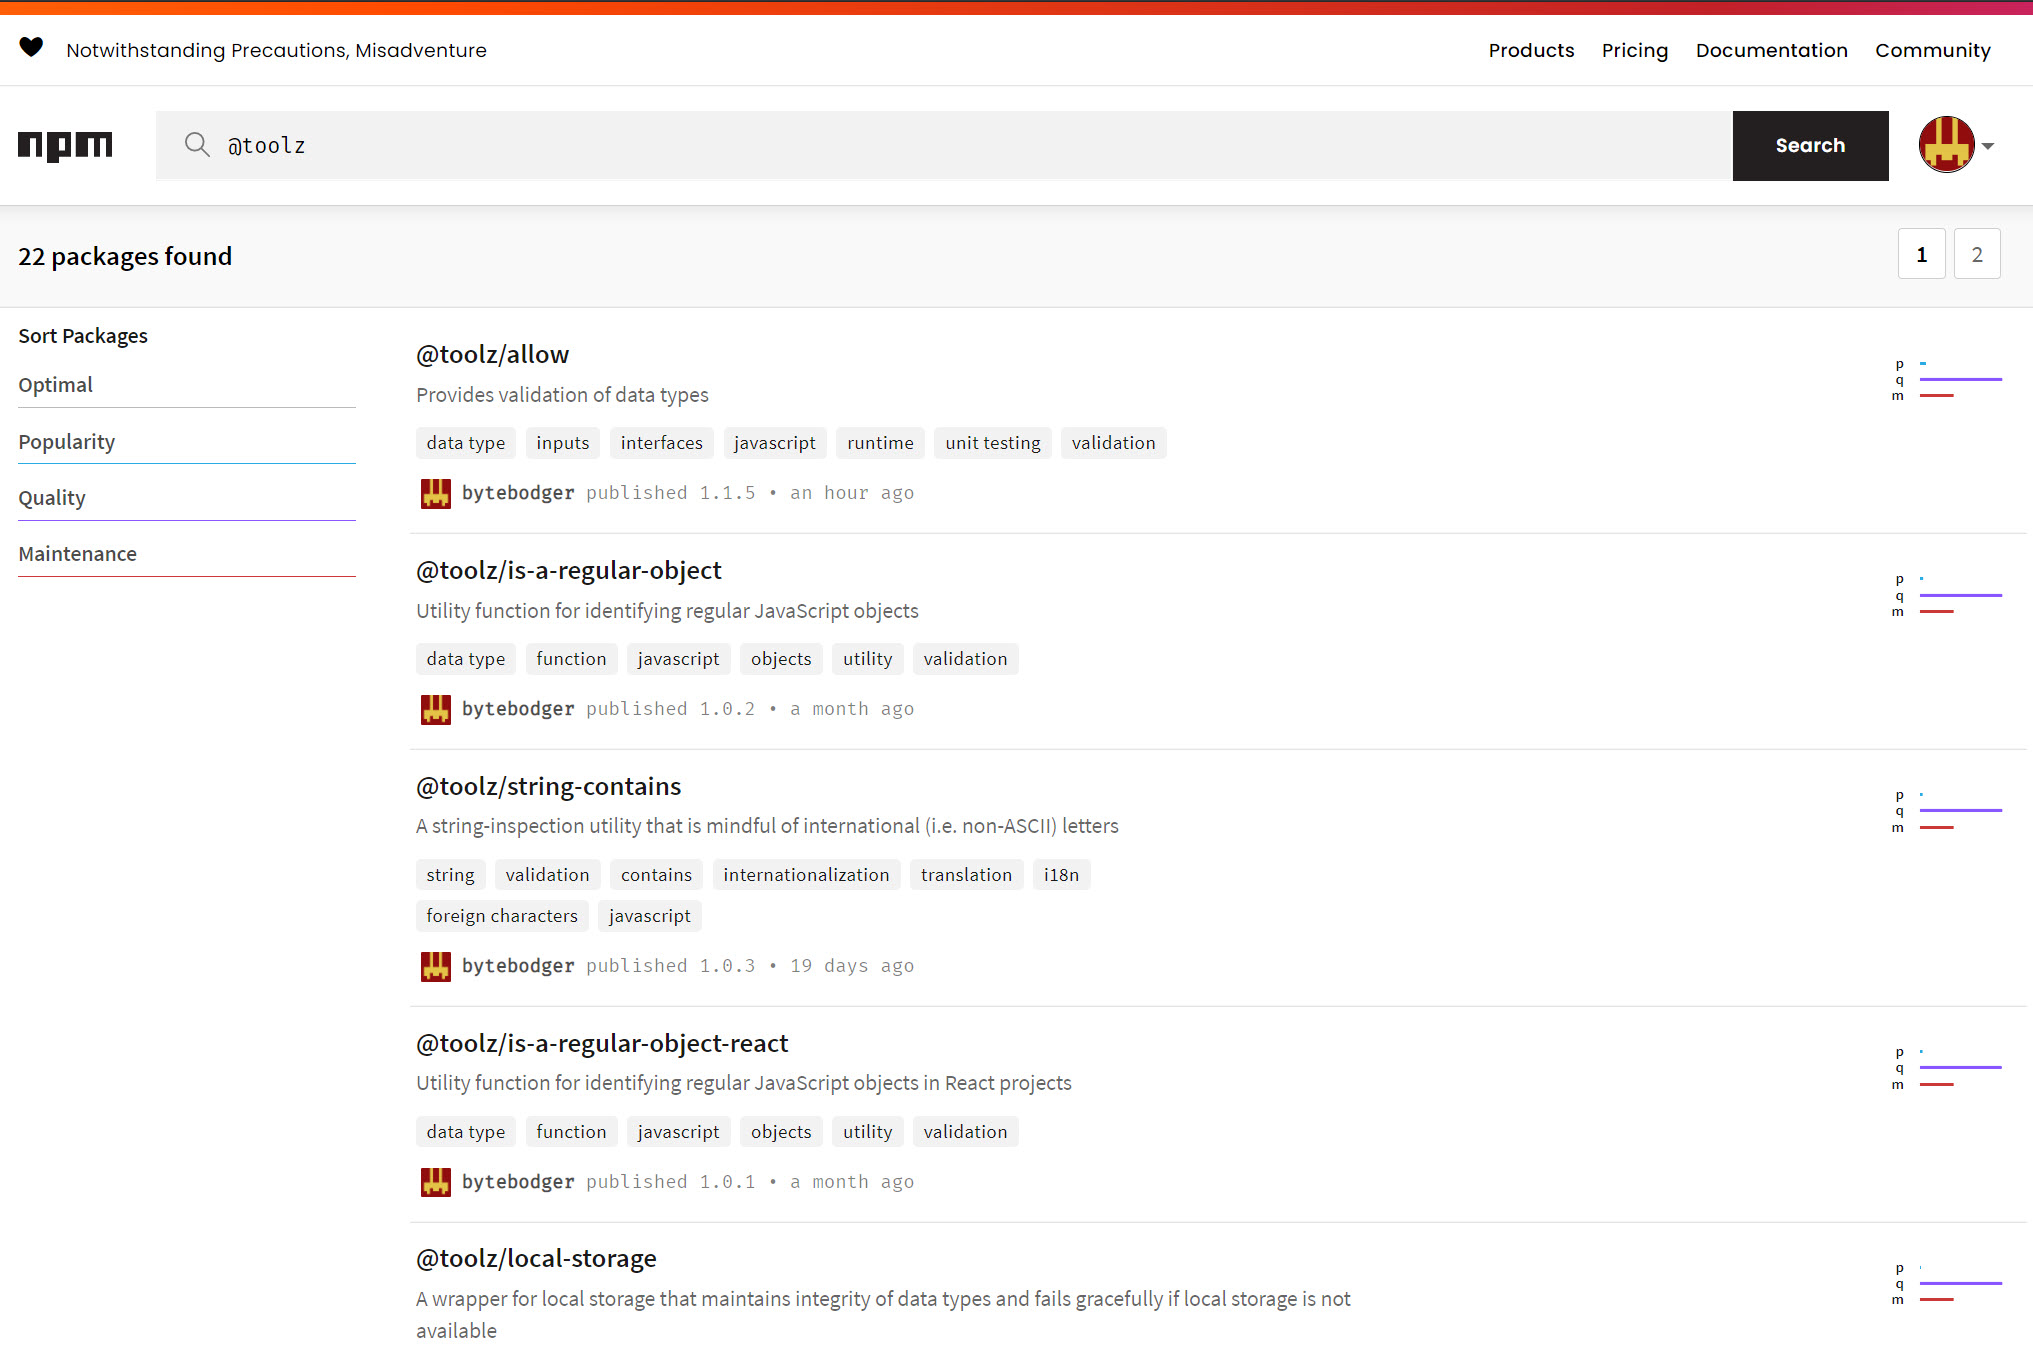 Notwithstanding Precautions, Misadventure
Products Pricing Documentation Community
npm
@toolz
Search
22 packages found
1 2
Sort Packages
Optimal
Popularity
Quality
Maintenance
@toolz/allow
Provides validation of data types
data type inputs interfaces javascript runtime unit testing validation
bytebodger published 1.1.5 • an hour ago
p
q
m
@toolz/is-a-regular-object
Utility function for identifying regular JavaScript objects
data type function javascript objects utility validation
bytebodger published 1.0.2 • a month ago
p
q
m
@toolz/string-contains
A string-inspection utility that is mindful of international (i.e. non-ASCII) letters
string validation contains internationalization translation i18n
foreign characters javascript
bytebodger published 1.0.3 • 19 days ago
p
q
m
@toolz/is-a-regular-object-react
Utility function for identifying regular JavaScript objects in React projects
data type function javascript objects utility validation
bytebodger published 1.0.1 • a month ago
p
q
m
@toolz/local-storage
A wrapper for local storage that maintains integrity of data types and fails gracefully if local storage is not
available
p
q
m